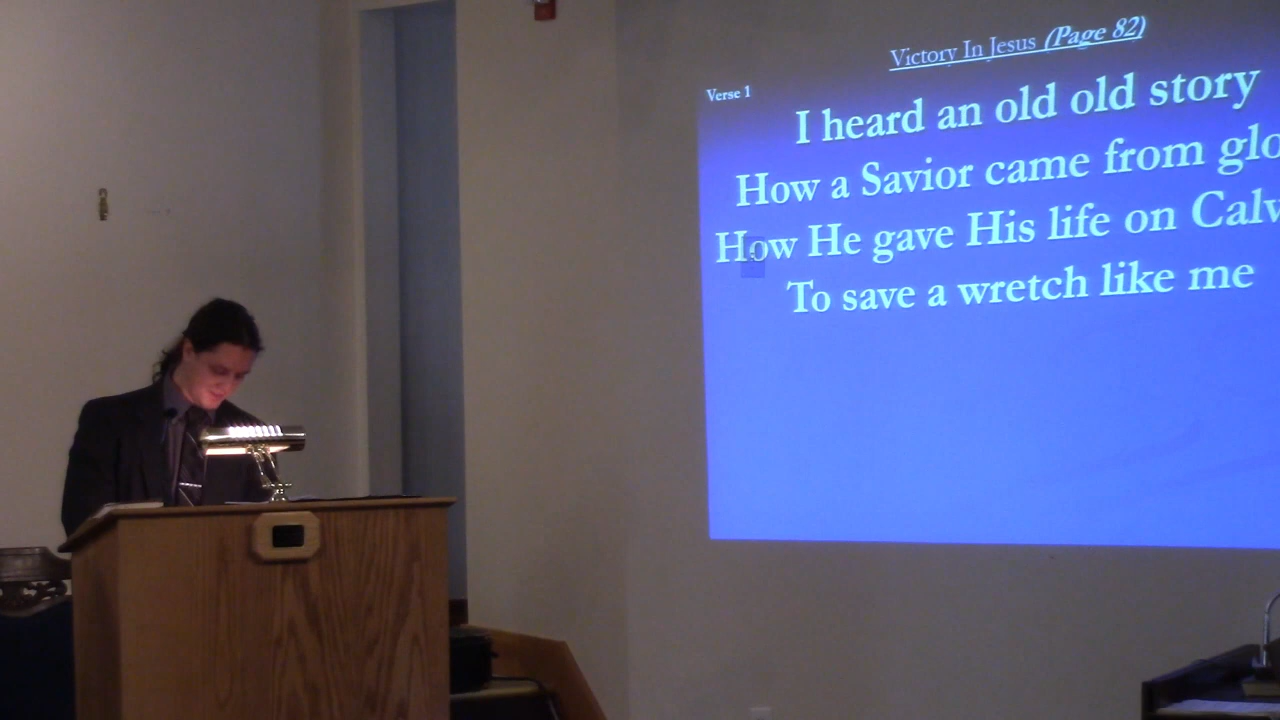 Victory In Jesus (Page 82)
Verse 1
I heard an old old story
How a Savior came from glo
How He gave His life on Calv
To save a wretch like me